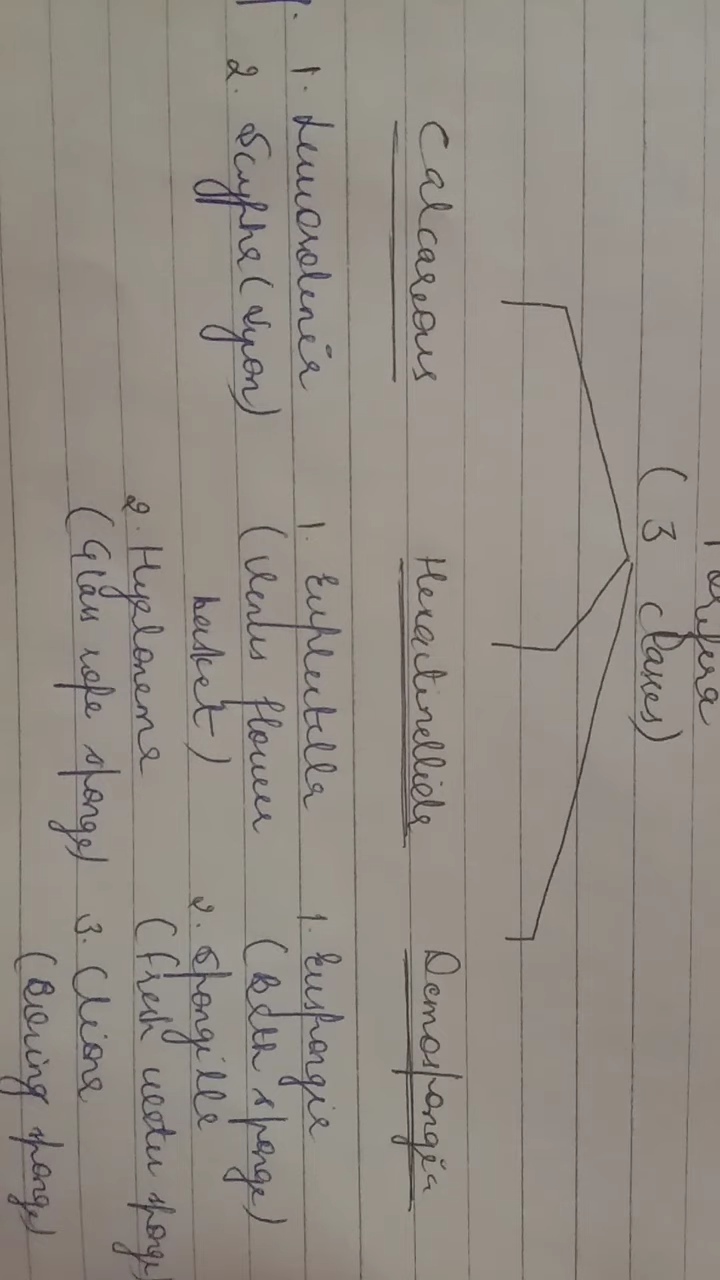 Porifera
(3 classes)
Calcareous
1. Leucosolenia
2. Scypha (Sycon)
Hexactinellida
1. Euplectella
(Venus flower
basket)
2. Hyalonema
(Glass rope sponge)
Demospongia
1. Euspongia
(Bath sponge)
2. Spongilla
(Fresh water sponge)
3. Cliona
(Boring sponge)